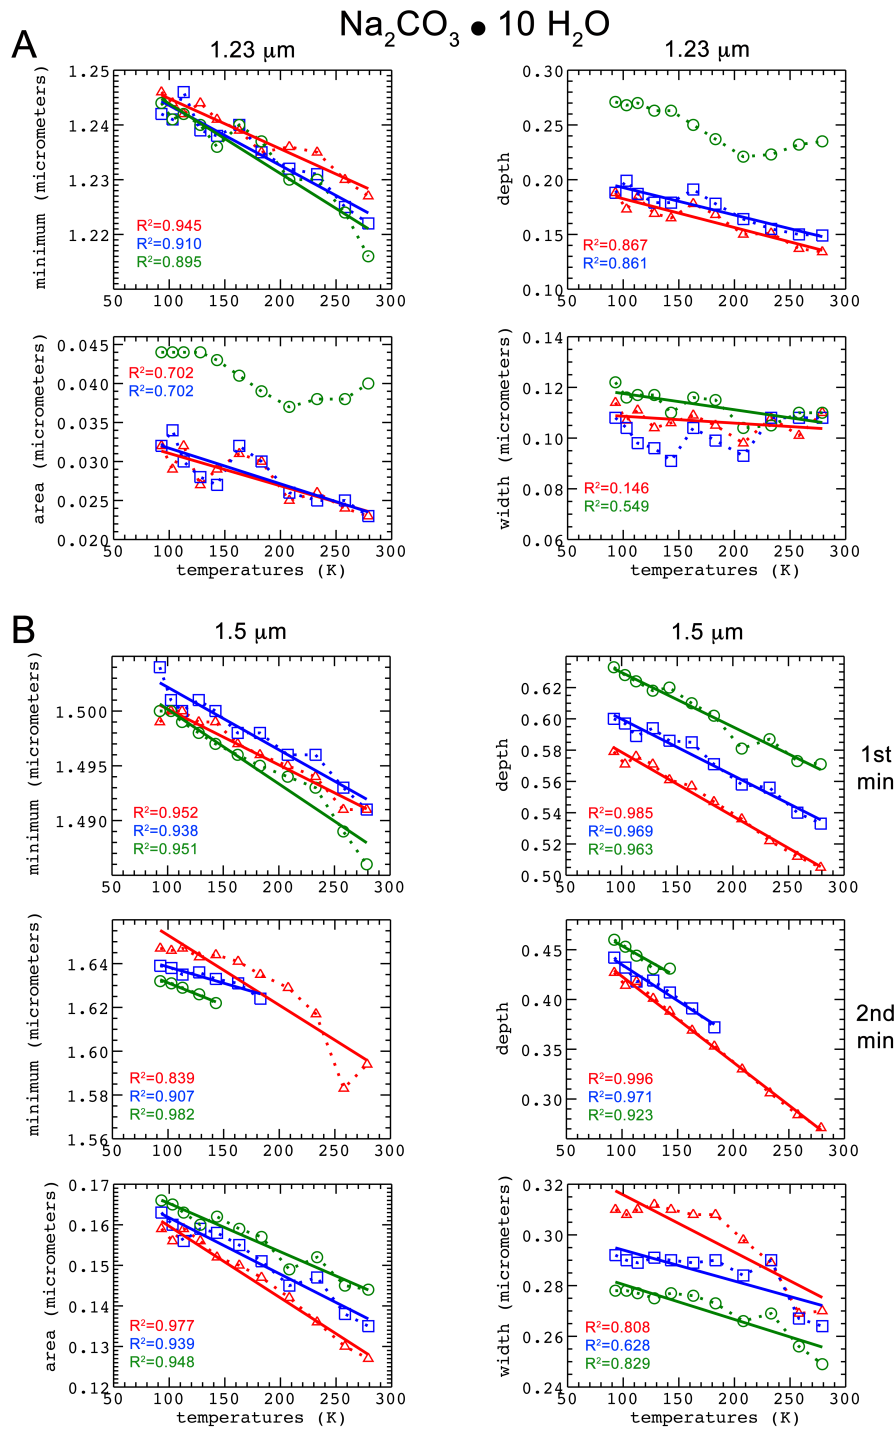 Na2CO3 ● 10 H2O
A
1.23 μm
1.23 μm
minimum (micrometers)
1.25
1.24
1.23
1.22
R²=0.945
R²=0.910
R²=0.895
50 100 150 200 250 300
depth
0.30
0.25
0.20
0.15
0.10
R²=0.867
R²=0.861
50 100 150 200 250 300
area (micrometers)
0.045
0.040
0.035
0.030
0.025
0.020
R²=0.702
R²=0.702
50 100 150 200 250 300
temperatures (K)
width (micrometers)
0.14
0.12
0.10
0.08
0.06
R²=0.146
R²=0.549
50 100 150 200 250 300
temperatures (K)
B
1.5 μm
1.5 μm
minimum (micrometers)
1.500
1.495
1.490
R²=0.952
R²=0.938
R²=0.951
50 100 150 200 250 300
depth
0.62
0.60
0.58
0.56
0.54
0.52
0.50
R²=0.985
R²=0.969
R²=0.963
50 100 150 200 250 300
1st
min
minimum (micrometers)
1.64
1.62
1.60
1.58
1.56
R²=0.839
R²=0.907
R²=0.982
50 100 150 200 250 300
depth
0.45
0.40
0.35
0.30
R²=0.996
R²=0.971
R²=0.923
50 100 150 200 250 300
2nd
min
area (micrometers)
0.17
0.16
0.15
0.14
0.13
0.12
R²=0.977
R²=0.939
R²=0.948
50 100 150 200 250 300
temperatures (K)
width (micrometers)
0.32
0.30
0.28
0.26
0.24
R²=0.808
R²=0.628
R²=0.829
50 100 150 200 250 300
temperatures (K)